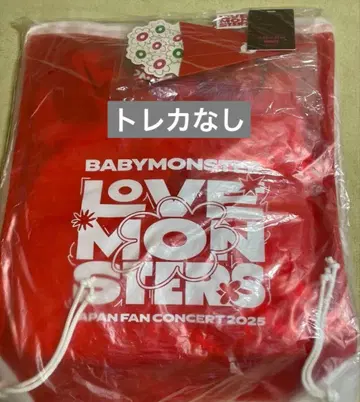 トレカなし
BABYMONSTER
LOVE
MON
STERS
JAPAN FAN CONCERT 2025